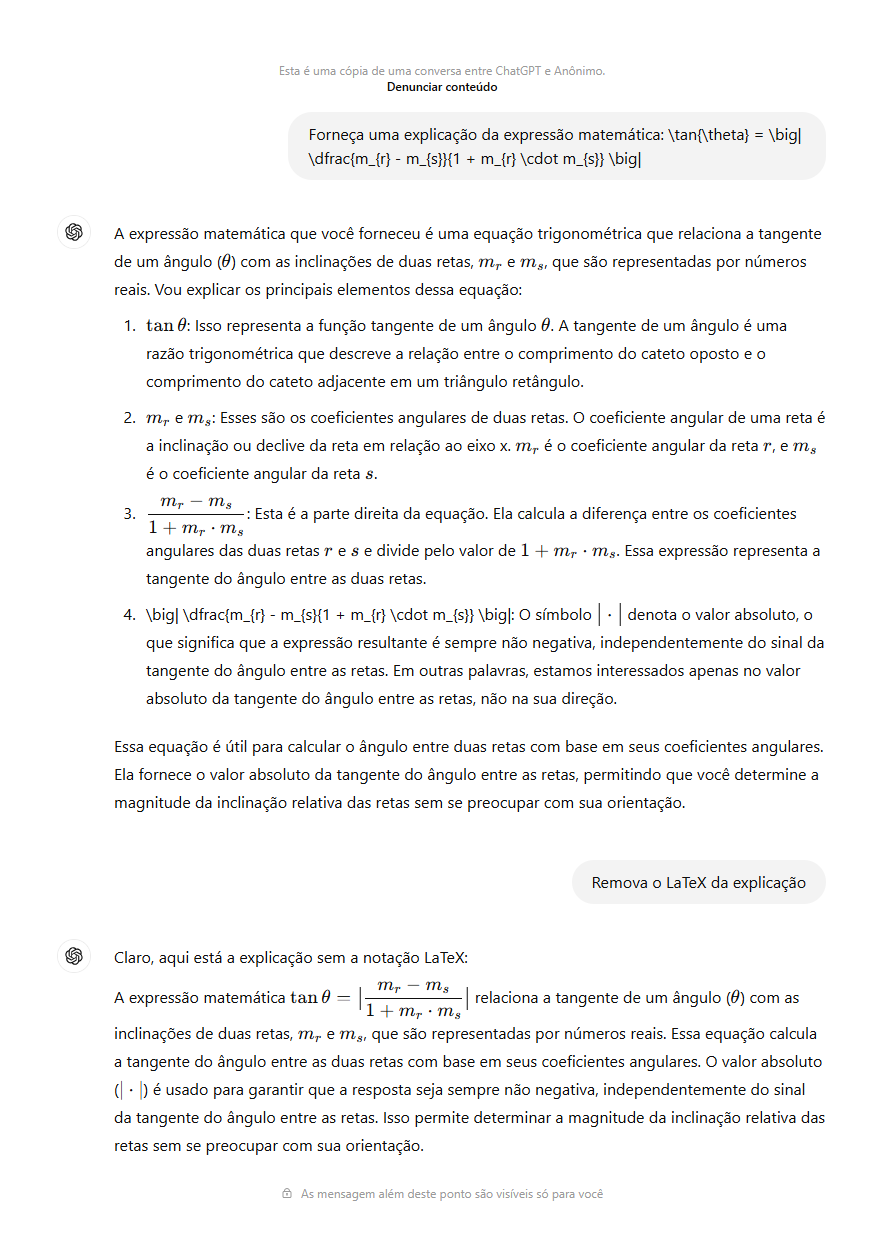 Esta é uma cópia de uma conversa entre ChatGPT e Anônimo.
Denunciar conteúdo
Forneça uma explicação da expressão matemática: \tan{\theta} = \big|
\dfrac{m_{r} - m_{s}}{1 + m_{r} \cdot m_{s}} \big|
A expressão matemática que você forneceu é uma equação trigonométrica que relaciona a tangente
de um ângulo (θ) com as inclinações de duas retas, m_r e m_s, que são representadas por números
reais. Vou explicar os principais elementos dessa equação:
1. tan θ: Isso representa a função tangente de um ângulo θ. A tangente de um ângulo é uma
razão trigonométrica que descreve a relação entre o comprimento do cateto oposto e o
comprimento do cateto adjacente em um triângulo retângulo.
2. m_r e m_s: Esses são os coeficientes angulares de duas retas. O coeficiente angular de uma reta é
a inclinação ou declive da reta em relação ao eixo x. m_r é o coeficiente angular da reta r, e m_s
é o coeficiente angular da reta s.
3. (m_r − m_s)/(1 + m_r · m_s): Esta é a parte direita da equação. Ela calcula a diferença entre os coeficientes
angulares das duas retas r e s e divide pelo valor de 1 + m_r · m_s. Essa expressão representa a
tangente do ângulo entre as duas retas.
4. \big| \dfrac{m_{r} - m_{s}{1 + m_{r} \cdot m_{s}} \big|: O símbolo | · | denota o valor absoluto, o
que significa que a expressão resultante é sempre não negativa, independentemente do sinal da
tangente do ângulo entre as retas. Em outras palavras, estamos interessados apenas no valor
absoluto da tangente do ângulo entre as retas, não na sua direção.
Essa equação é útil para calcular o ângulo entre duas retas com base em seus coeficientes angulares.
Ela fornece o valor absoluto da tangente do ângulo entre as retas, permitindo que você determine a
magnitude da inclinação relativa das retas sem se preocupar com sua orientação.
Remova o LaTeX da explicação
Claro, aqui está a explicação sem a notação LaTeX:
A expressão matemática tan θ = |(m_r − m_s)/(1 + m_r · m_s)| relaciona a tangente de um ângulo (θ) com as
inclinações de duas retas, m_r e m_s, que são representadas por números reais. Essa equação calcula
a tangente do ângulo entre as duas retas com base em seus coeficientes angulares. O valor absoluto
(| · |) é usado para garantir que a resposta seja sempre não negativa, independentemente do sinal
da tangente do ângulo entre as retas. Isso permite determinar a magnitude da inclinação relativa das
retas sem se preocupar com sua orientação.
As mensagem além deste ponto são visíveis só para você